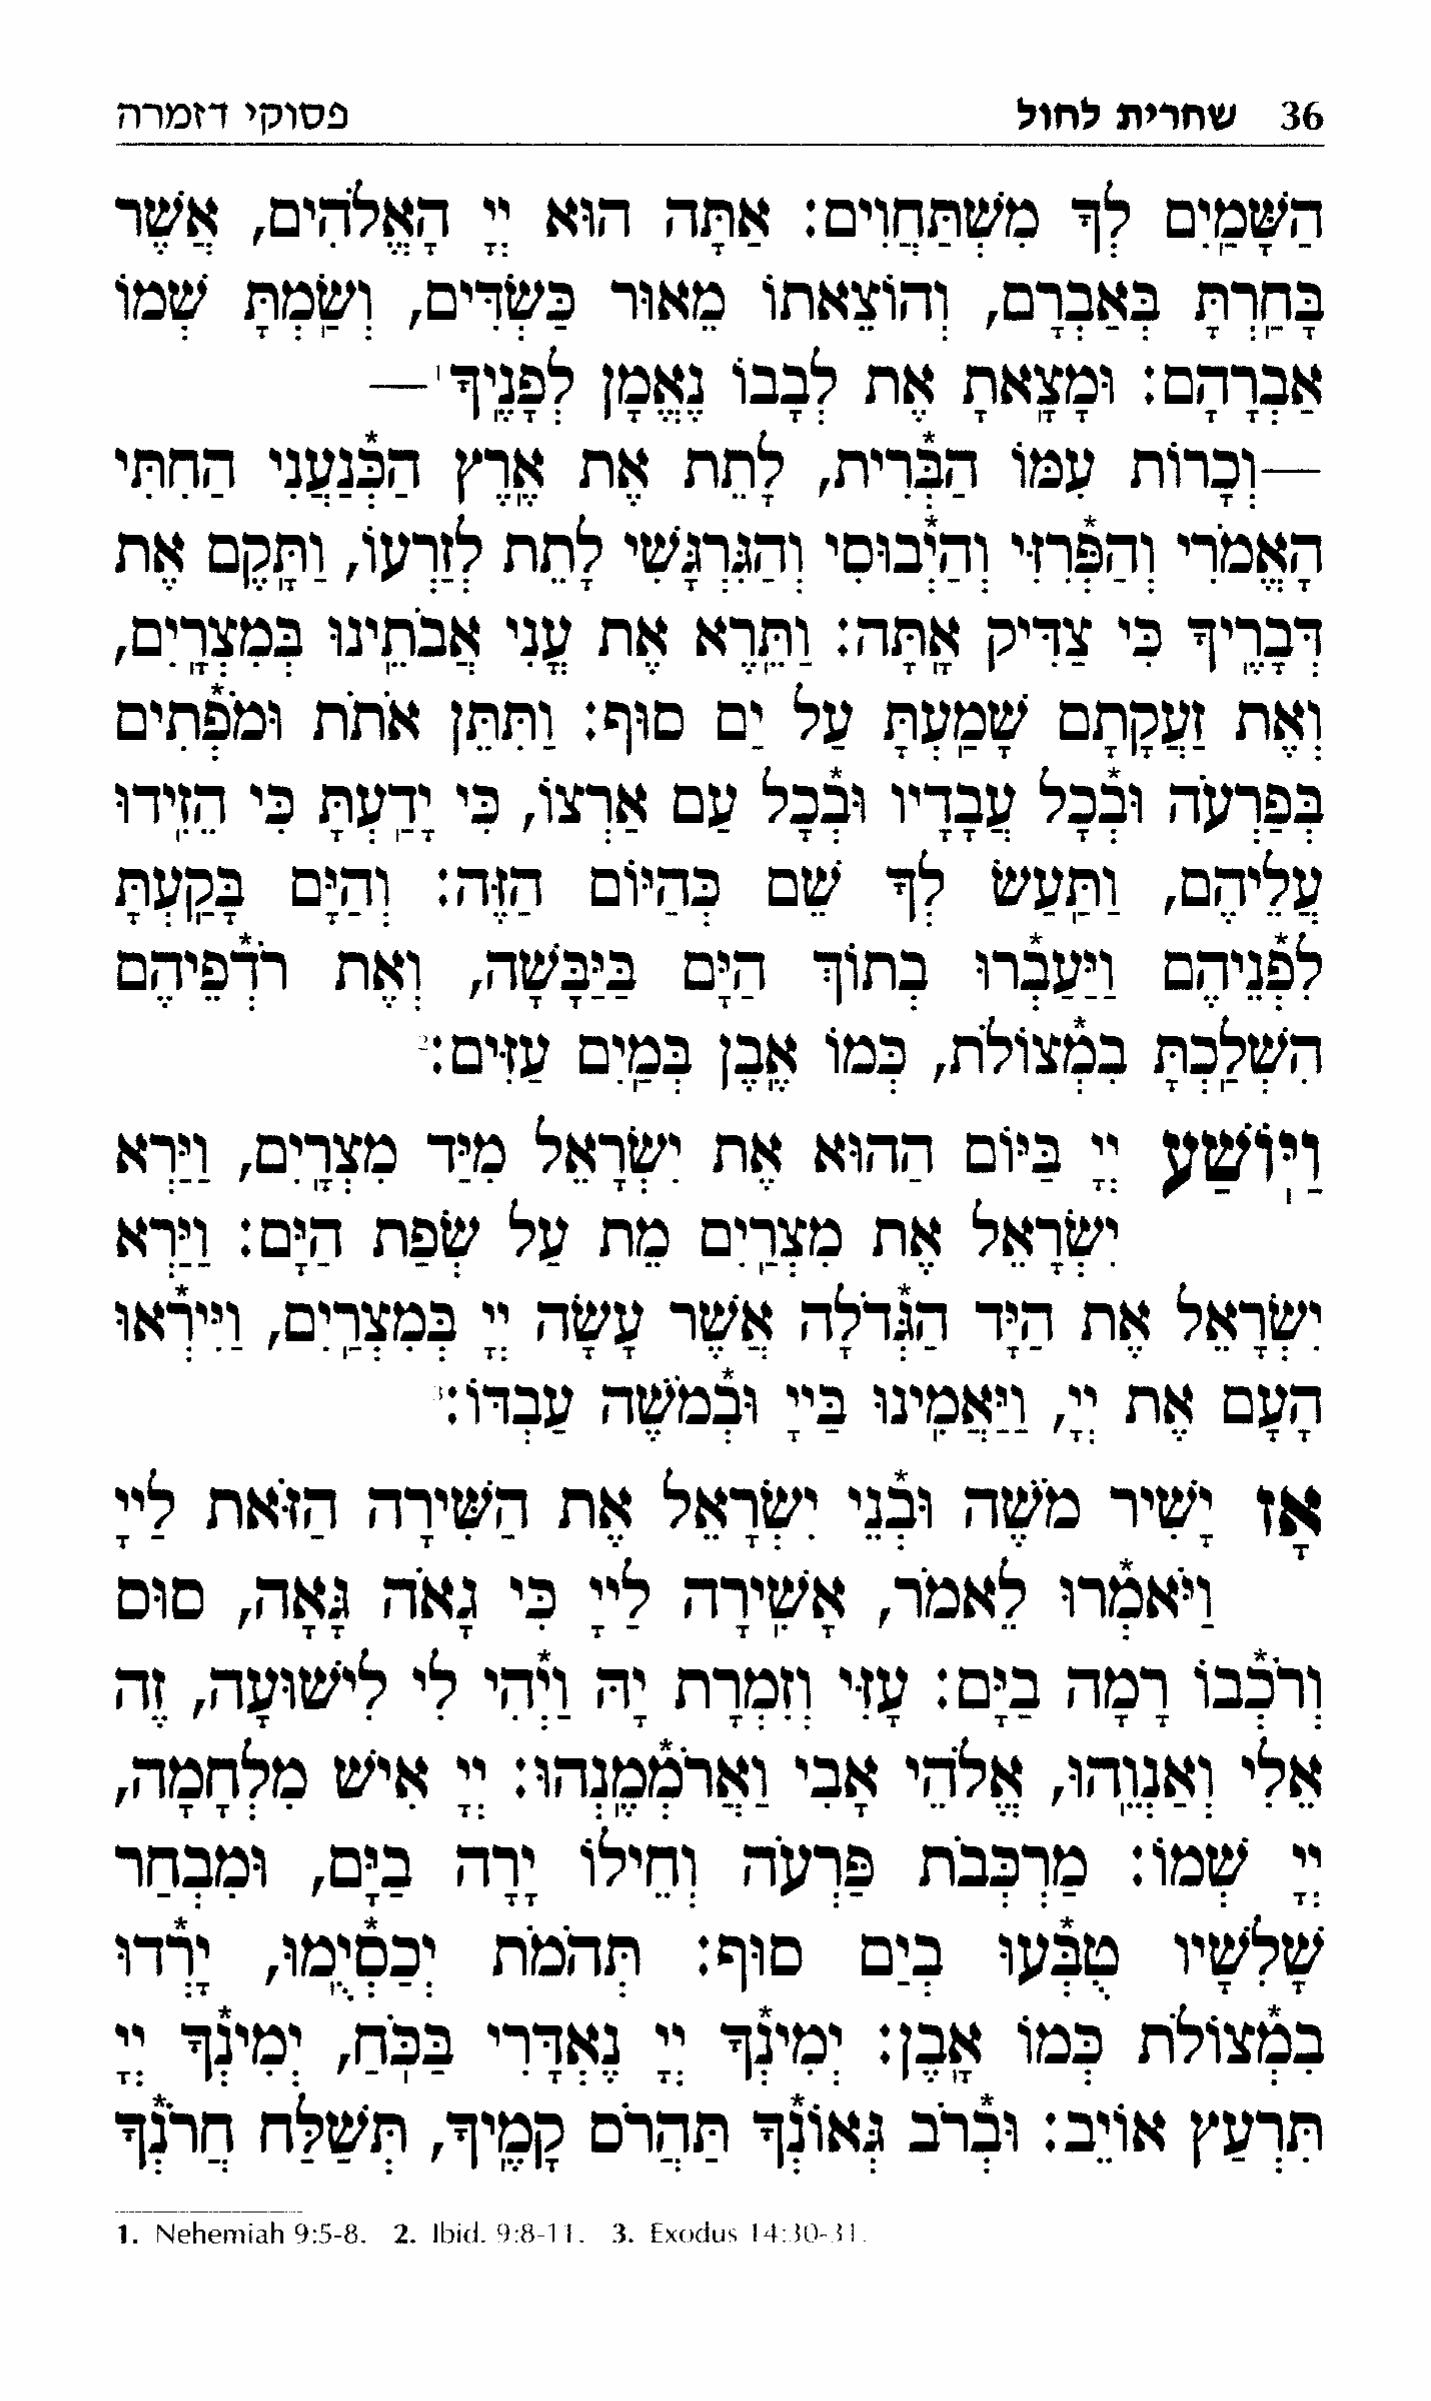 36 שחרית לחול פסוקי דזמרה
הַשָּׁמַיִם לְךָ מִשְׁתַּחֲוִים: אַתָּה הוּא יְיָ הָאֱלֹהִים, אֲשֶׁר
בָּחַרְתָּ בְּאַבְרָם, וְהוֹצֵאתוֹ מֵאוּר כַּשְׂדִּים, וְשַׂמְתָּ שְׁמוֹ
אַבְרָהָם: וּמָצָאתָ אֶת לְבָבוֹ נֶאֱמָן לְפָנֶיךָ¹—
—וְכָרוֹת עִמּוֹ הַבְּ*רִית, לָתֵת אֶת אֶרֶץ הַכְּ*נַעֲנִי הַחִתִּי
הָאֱמֹרִי וְהַפְּ*רִזִּי וְהַיְ*בוּסִי וְהַגִּרְגָּשִׁי לָתֵת לְזַרְעוֹ, וַתָּקֶם אֶת
דְּבָרֶיךָ כִּי צַדִּיק אָתָּה: וַתֵּרֶא אֶת עֳנִי אֲבֹתֵינוּ בְּמִצְרָיִם,
וְאֶת זַעֲקָתָם שָׁמַעְתָּ עַל יַם סוּף: וַתִּתֵּן אֹתֹת וּמֹפְ*תִים
בְּפַרְעֹה וּבְ*כָל עֲבָדָיו וּבְ*כָל עַם אַרְצוֹ, כִּי יָדַעְתָּ כִּי הֵזִידוּ
עֲלֵיהֶם, וַתַּעַשׂ לְךָ שֵׁם כְּהַיּוֹם הַזֶּה: וְהַיָּם בָּקַעְתָּ
לִפְ*נֵיהֶם וַיַּעַבְ*רוּ בְתוֹךְ הַיָּם בַּיַּבָּשָׁה, וְאֶת רֹדְ*פֵיהֶם
הִשְׁלַכְתָּ בִמְ*צוֹלֹת, כְּמוֹ אֶבֶן בְּמַיִם עַזִּים:²
וַיּוֹשַׁע יְיָ בַּיּוֹם הַהוּא אֶת יִשְׂרָאֵל מִיַּד מִצְרָיִם, וַיַּרְא
יִשְׂרָאֵל אֶת מִצְרַיִם מֵת עַל שְׂפַת הַיָּם: וַיַּרְא
יִשְׂרָאֵל אֶת הַיָּד הַגְּ*דֹלָה אֲשֶׁר עָשָׂה יְיָ בְּמִצְרַיִם, וַיִּירְ*אוּ
הָעָם אֶת יְיָ, וַיַּאֲמִינוּ בַּייָ וּבְ*מֹשֶׁה עַבְדּוֹ:³
אָז יָשִׁיר מֹשֶׁה וּבְ*נֵי יִשְׂרָאֵל אֶת הַשִּׁירָה הַזֹּאת לַייָ
וַיֹּאמְ*רוּ לֵאמֹר, אָשִׁירָה לַייָ כִּי גָאֹה גָּאָה, סוּס
וְרֹכְ*בוֹ רָמָה בַיָּם: עָזִּי וְזִמְרָת יָהּ וַיְ*הִי לִי לִישׁוּעָה, זֶה
אֵלִי וְאַנְוֵהוּ, אֱלֹהֵי אָבִי וַאֲרֹמְ*מֶנְהוּ: יְיָ אִישׁ מִלְחָמָה,
יְיָ שְׁמוֹ: מַרְכְּבֹת פַּרְעֹה וְחֵילוֹ יָרָה בַיָּם, וּמִבְחַר
שָׁלִשָׁיו טֻבְּ*עוּ בְיַם סוּף: תְּהֹמֹת יְכַסְ*יֻמוּ, יָרְ*דוּ
בִמְ*צוֹלֹת כְּמוֹ אָבֶן: יְמִינְ*ךָ יְיָ נֶאְדָּרִי בַּכֹּחַ, יְמִינְ*ךָ יְיָ
תִּרְעַץ אוֹיֵב: וּבְ*רֹב גְּאוֹנְ*ךָ תַּהֲרֹס קָמֶיךָ, תְּשַׁלַּח חֲרֹנְ*ךָ
1. Nehemiah 9:5-8. 2. Ibid. 9:8-11. 3. Exodus 14:30-31.